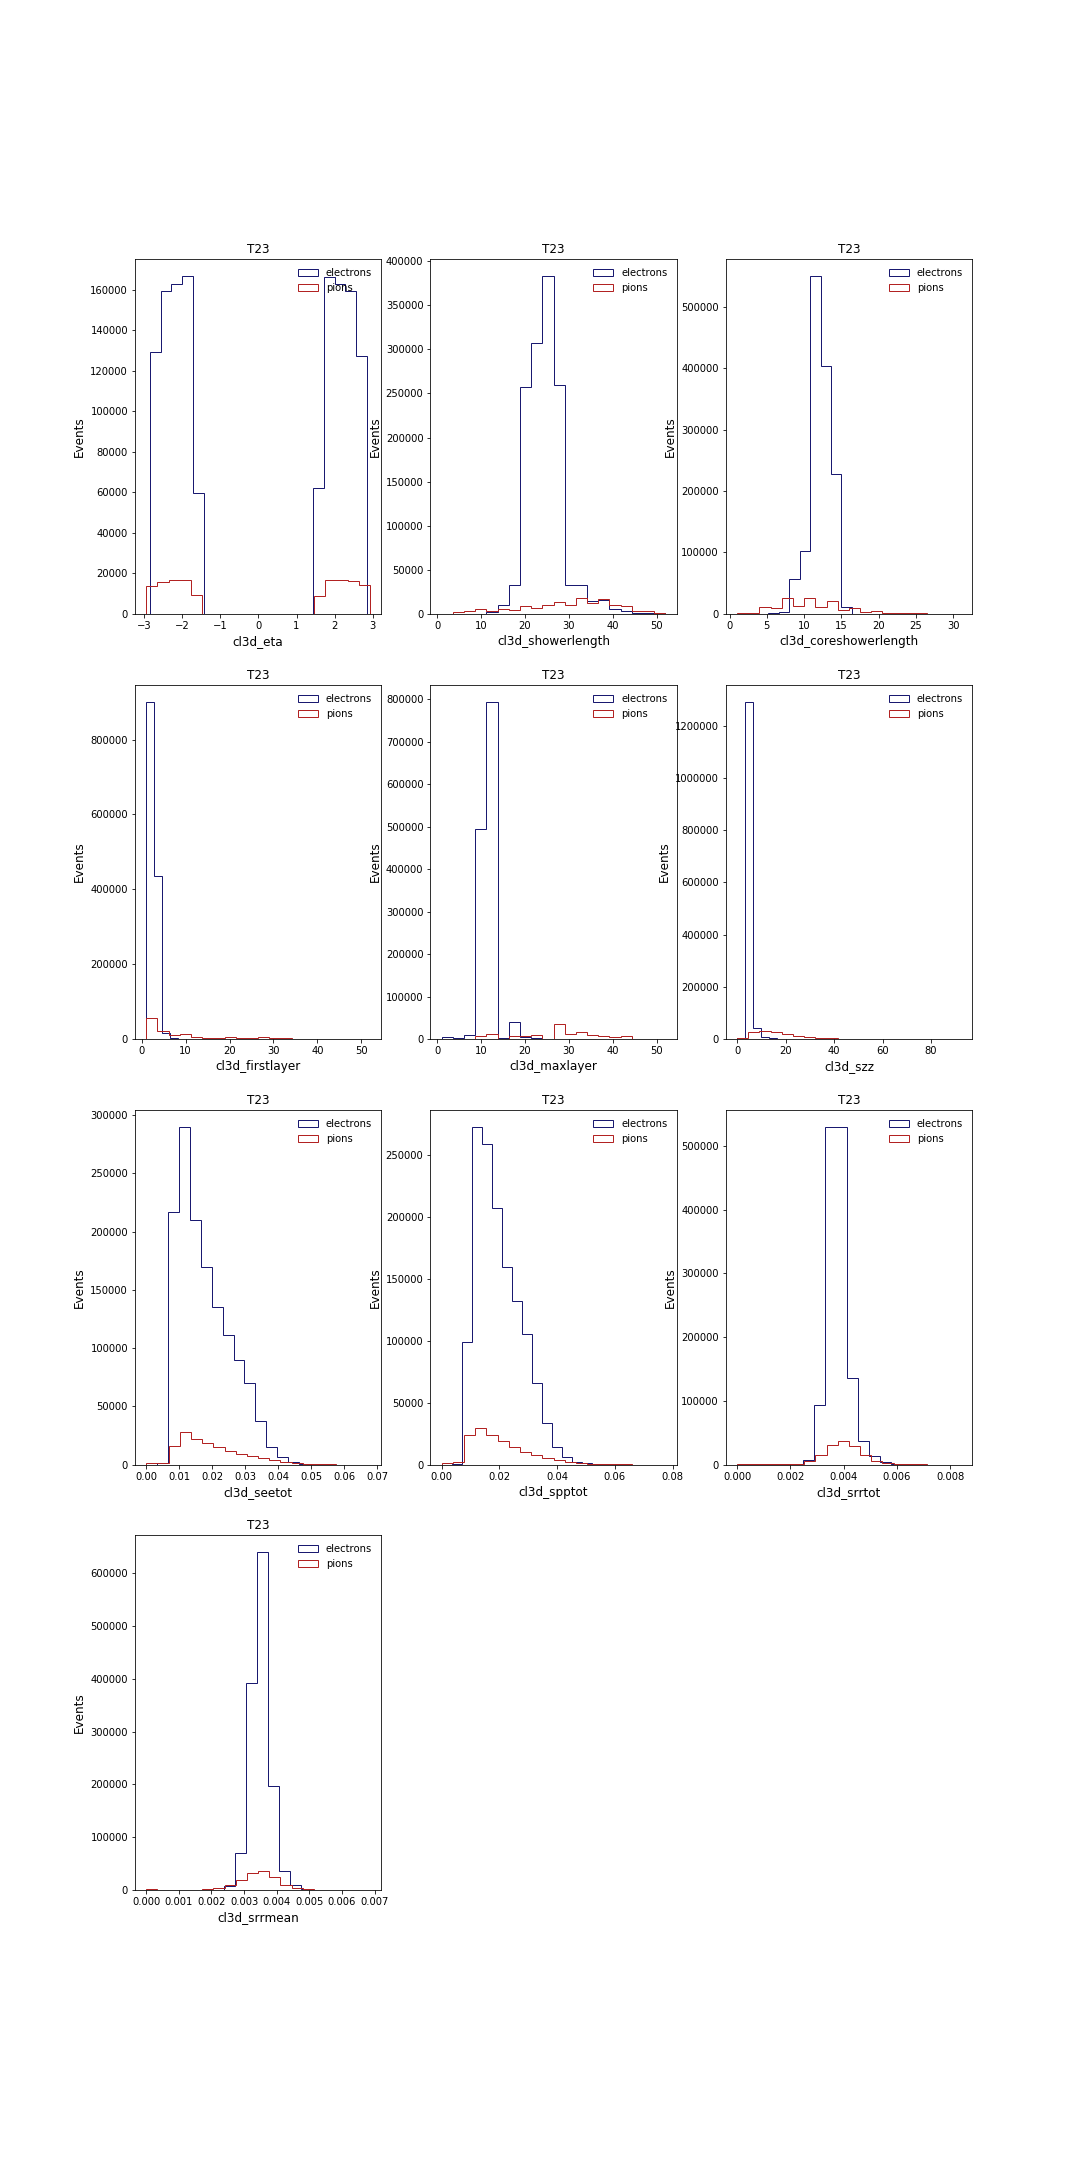 T23 T23 T23
electrons
pions
electrons
pions
electrons
pions
160000
140000
120000
100000
80000
60000
40000
20000
0
Events
−3 −2 −1 0 1 2 3
cl3d_eta
400000
350000
300000
250000
200000
150000
100000
50000
0
Events
0 10 20 30 40 50
cl3d_showerlength
500000
400000
300000
200000
100000
0
Events
0 5 10 15 20 25 30
cl3d_coreshowerlength
T23 T23 T23
electrons
pions
electrons
pions
electrons
pions
800000
600000
400000
200000
0
Events
0 10 20 30 40 50
cl3d_firstlayer
800000
700000
600000
500000
400000
300000
200000
100000
0
Events
0 10 20 30 40 50
cl3d_maxlayer
1200000
1000000
800000
600000
400000
200000
0
Events
0 20 40 60 80
cl3d_szz
T23 T23 T23
electrons
pions
electrons
pions
electrons
pions
300000
250000
200000
150000
100000
50000
0
Events
0.00 0.01 0.02 0.03 0.04 0.05 0.06 0.07
cl3d_seetot
250000
200000
150000
100000
50000
0
Events
0.00 0.02 0.04 0.06 0.08
cl3d_spptot
500000
400000
300000
200000
100000
0
Events
0.000 0.002 0.004 0.006 0.008
cl3d_srrtot
T23
electrons
pions
600000
500000
400000
300000
200000
100000
0
Events
0.000 0.001 0.002 0.003 0.004 0.005 0.006 0.007
cl3d_srrmean